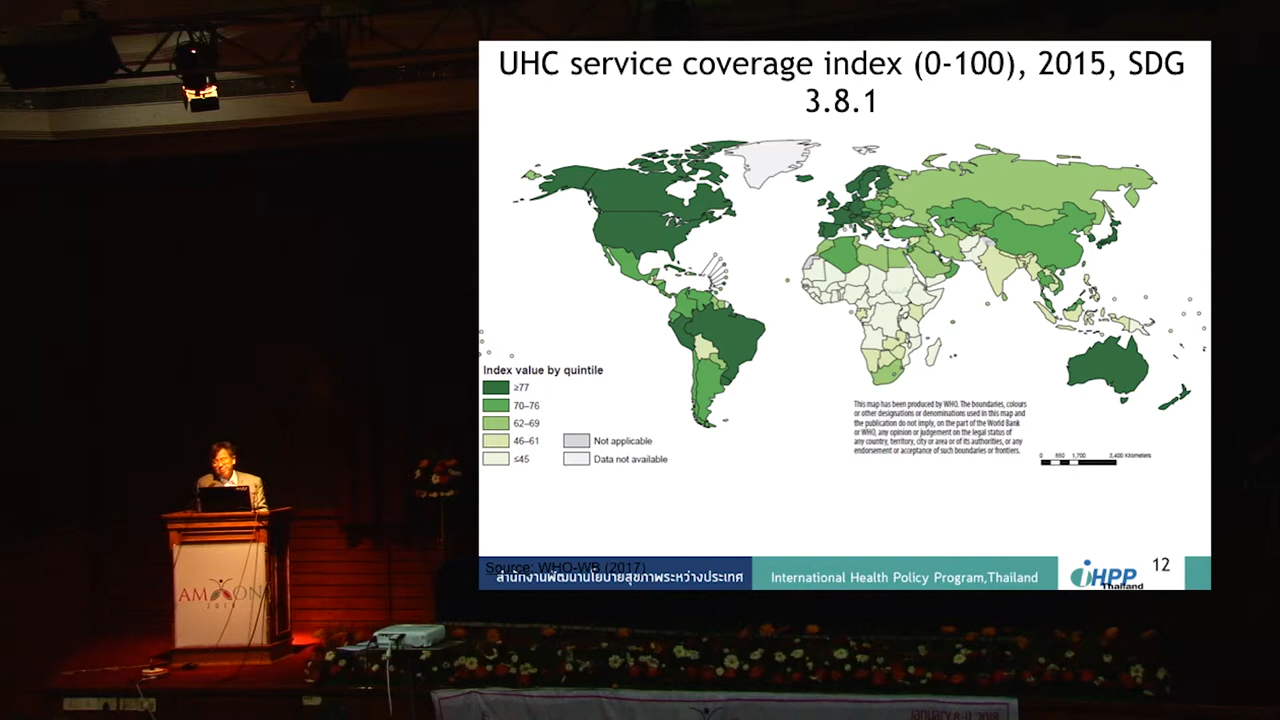 UHC service coverage index (0-100), 2015, SDG
3.8.1
Index value by quintile
≥77
70–76
62–69
46–61
≤45
Not applicable
Data not available
This map has been produced by WHO. The boundaries, colours
or other designations or denominations used in this map and
the publication do not imply, on the part of the World Bank
or WHO, any opinion or judgement on the legal status of
any country, territory, city or area or of its authorities, or any
endorsement or acceptance of such boundaries or frontiers.
0 850 1,700 3,400 Kilometers
Source: WHO-WB (2017)
สำนักงานพัฒนานโยบายสุขภาพระหว่างประเทศ
International Health Policy Program,Thailand
iHPP
Thailand
12
2018